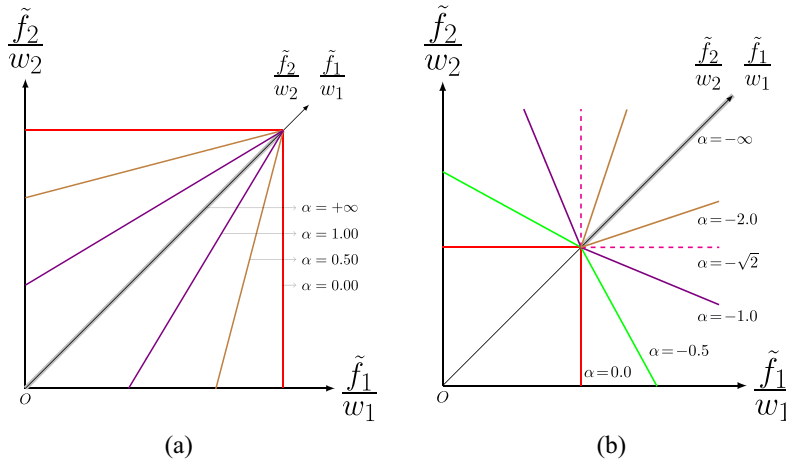 f̃₂/w₂
f̃₂/w₂ f̃₁/w₁
α = +∞
α = 1.00
α = 0.50
α = 0.00
O
f̃₁/w₁
(a)
f̃₂/w₂
f̃₂/w₂ f̃₁/w₁
α = −∞
α = −2.0
α = −√2
α = −1.0
α = −0.5
α = 0.0
O
f̃₁/w₁
(b)